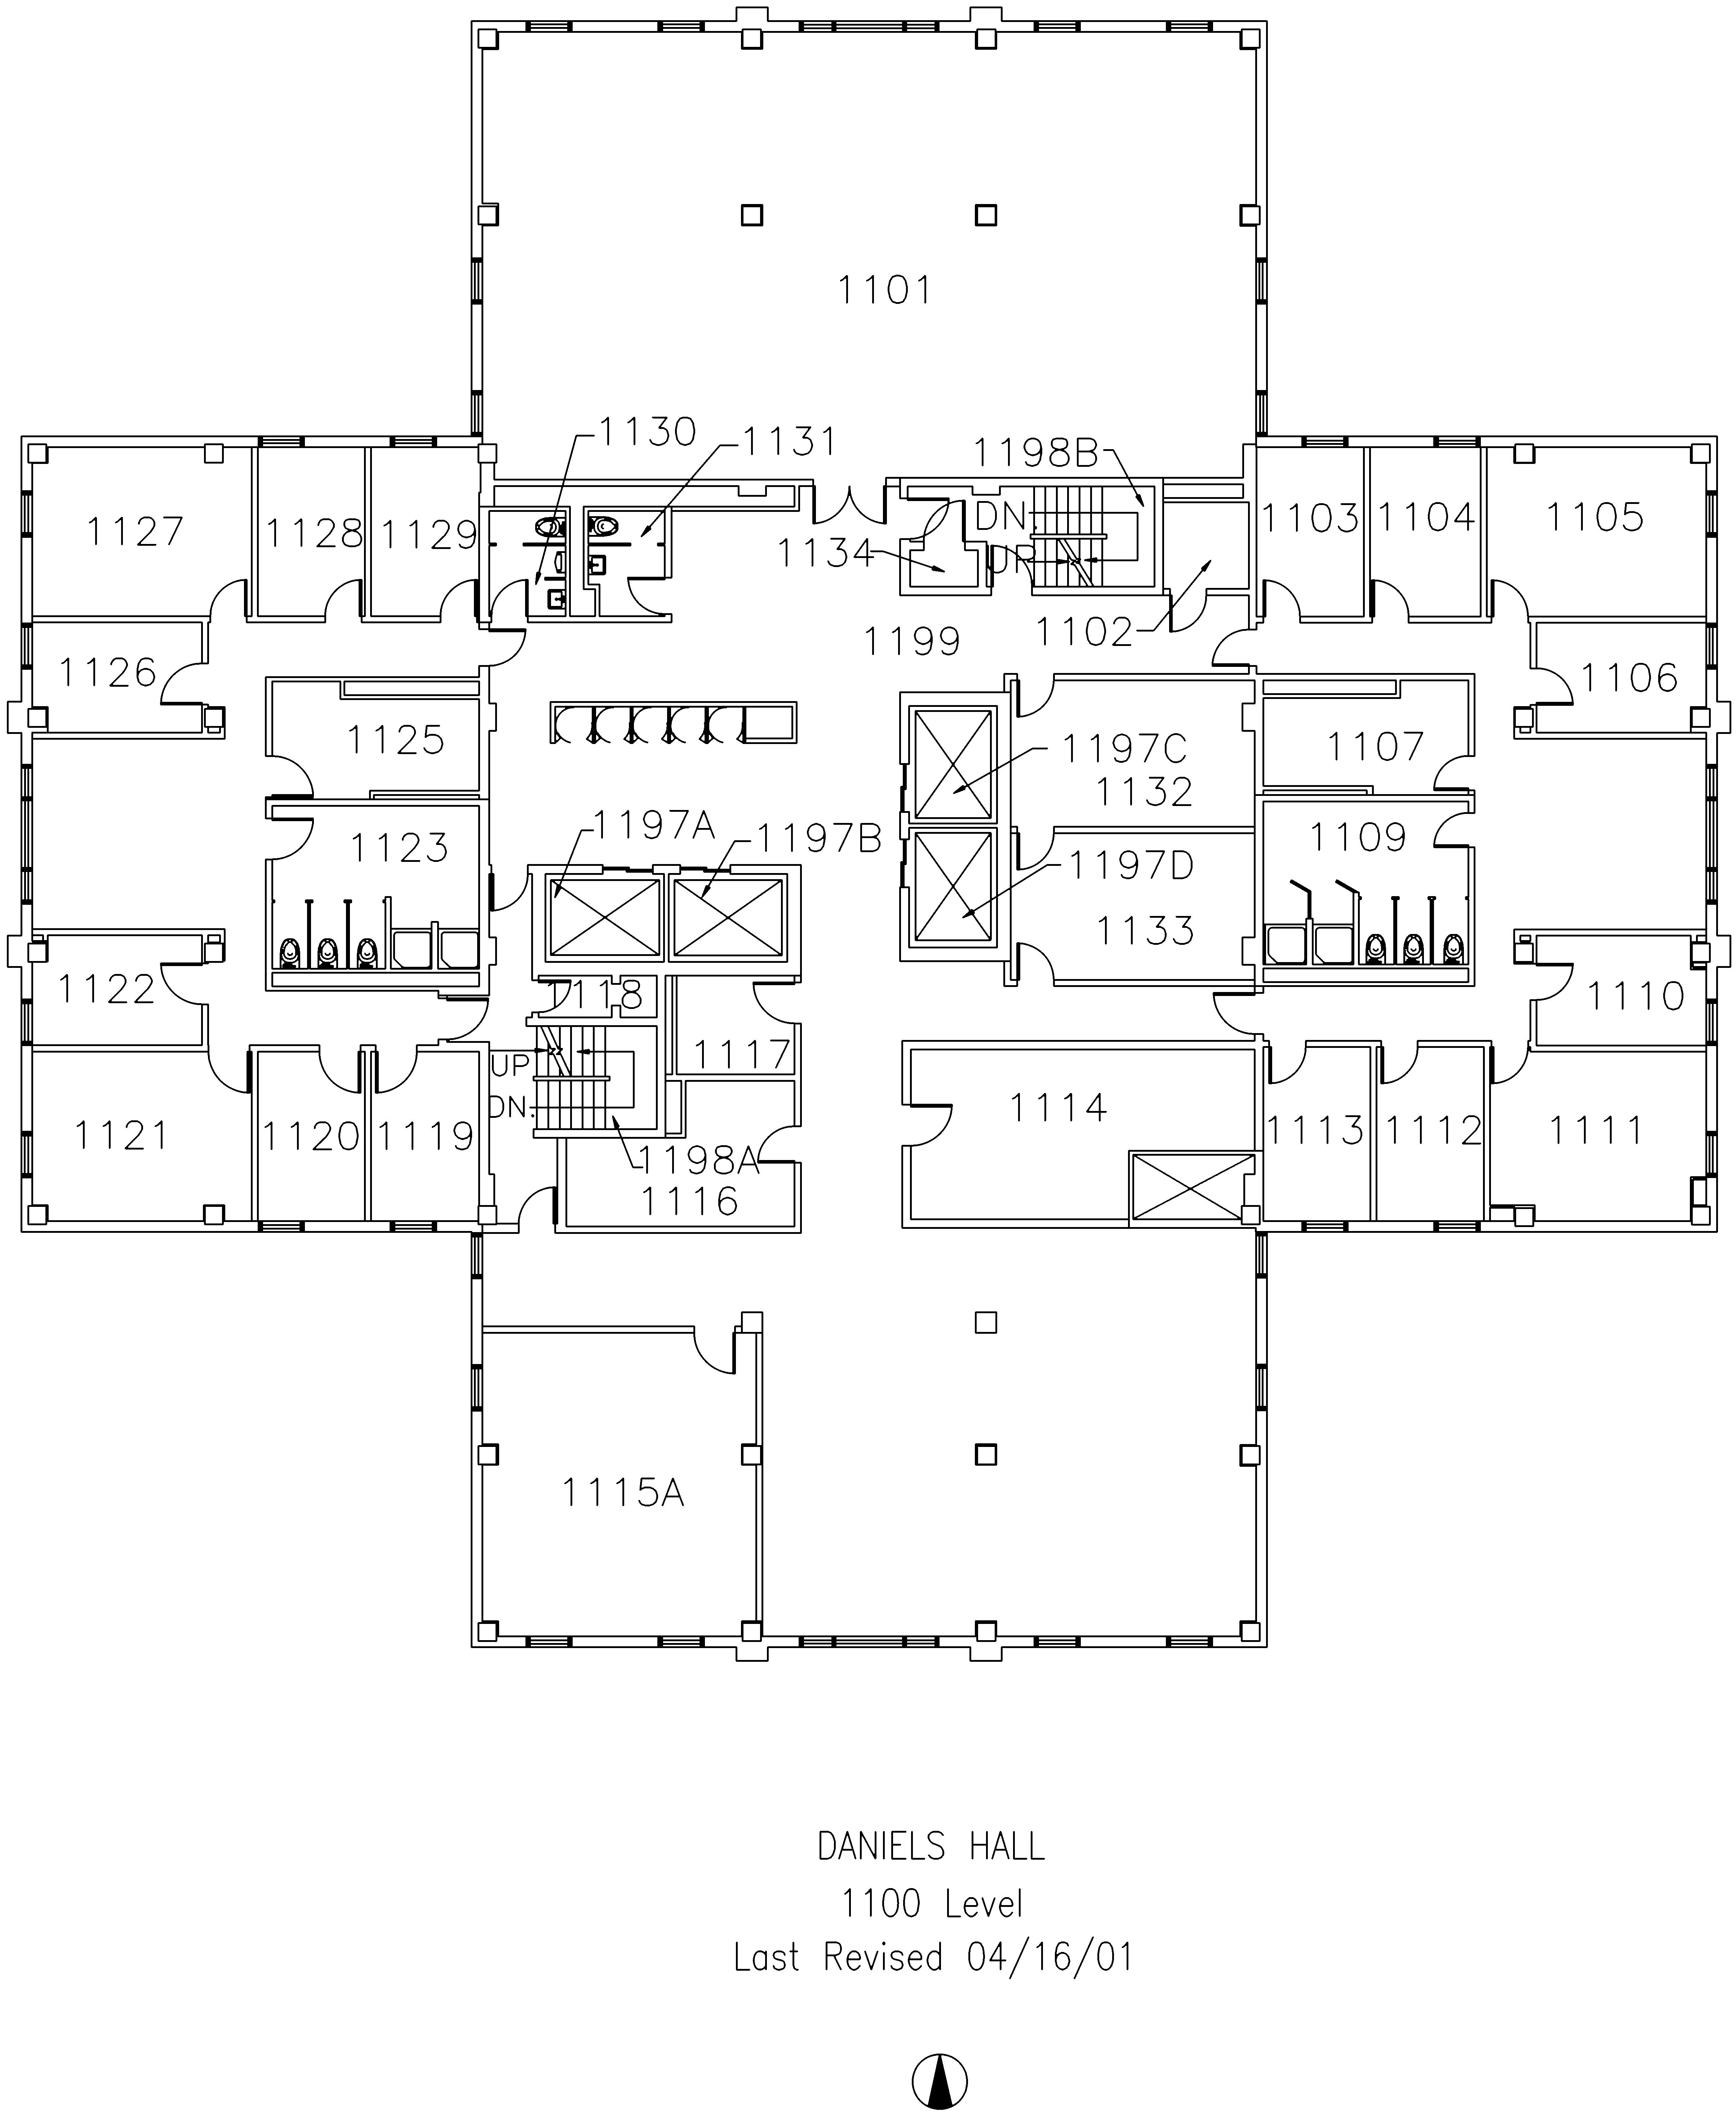 1101
1130
1131
1198B
1127
1128
1129
DN.
1134
UP
1103
1104
1105
1102
1199
1126
1106
1125
1197C
1107
1132
1123
1197A
1197B
1109
1197D
1133
1122
1118
1110
1117
UP
DN.
1114
1121
1120
1119
1113
1112
1111
1198A
1116
1115A
DANIELS HALL
1100 Level
Last Revised 04/16/01